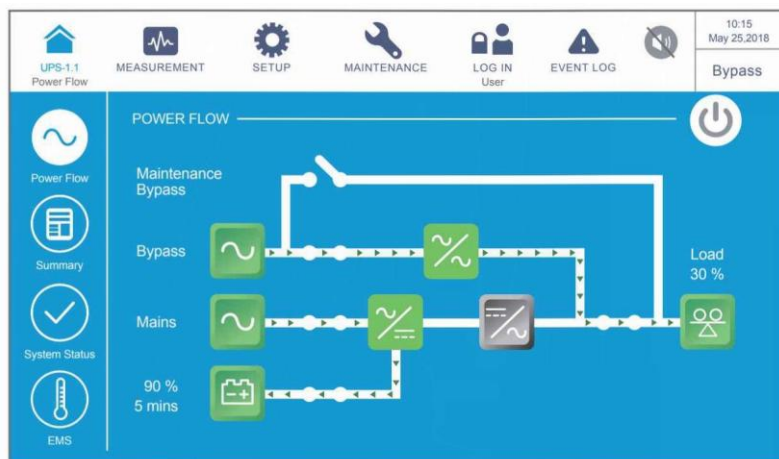 UPS-1.1
Power Flow
MEASUREMENT
SETUP
MAINTENANCE
LOG IN
User
EVENT LOG
10:15
May 25,2018
Bypass
Power Flow
Summary
System Status
EMS
POWER FLOW
Maintenance
Bypass
Bypass
Mains
90 %
5 mins
Load
30 %